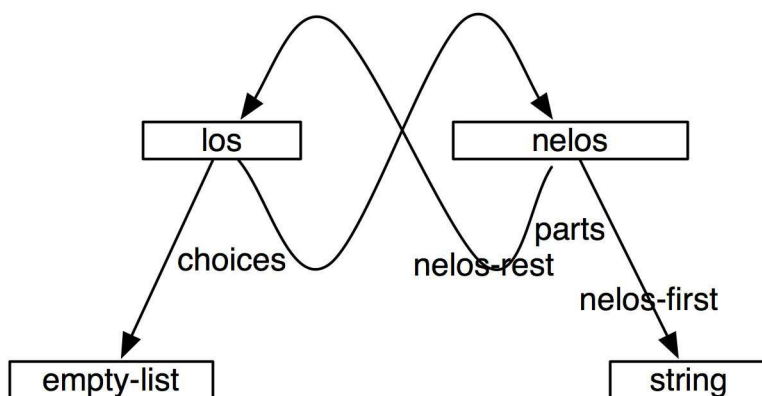 los
nelos
parts
choices
nelos-rest
nelos-first
empty-list
string